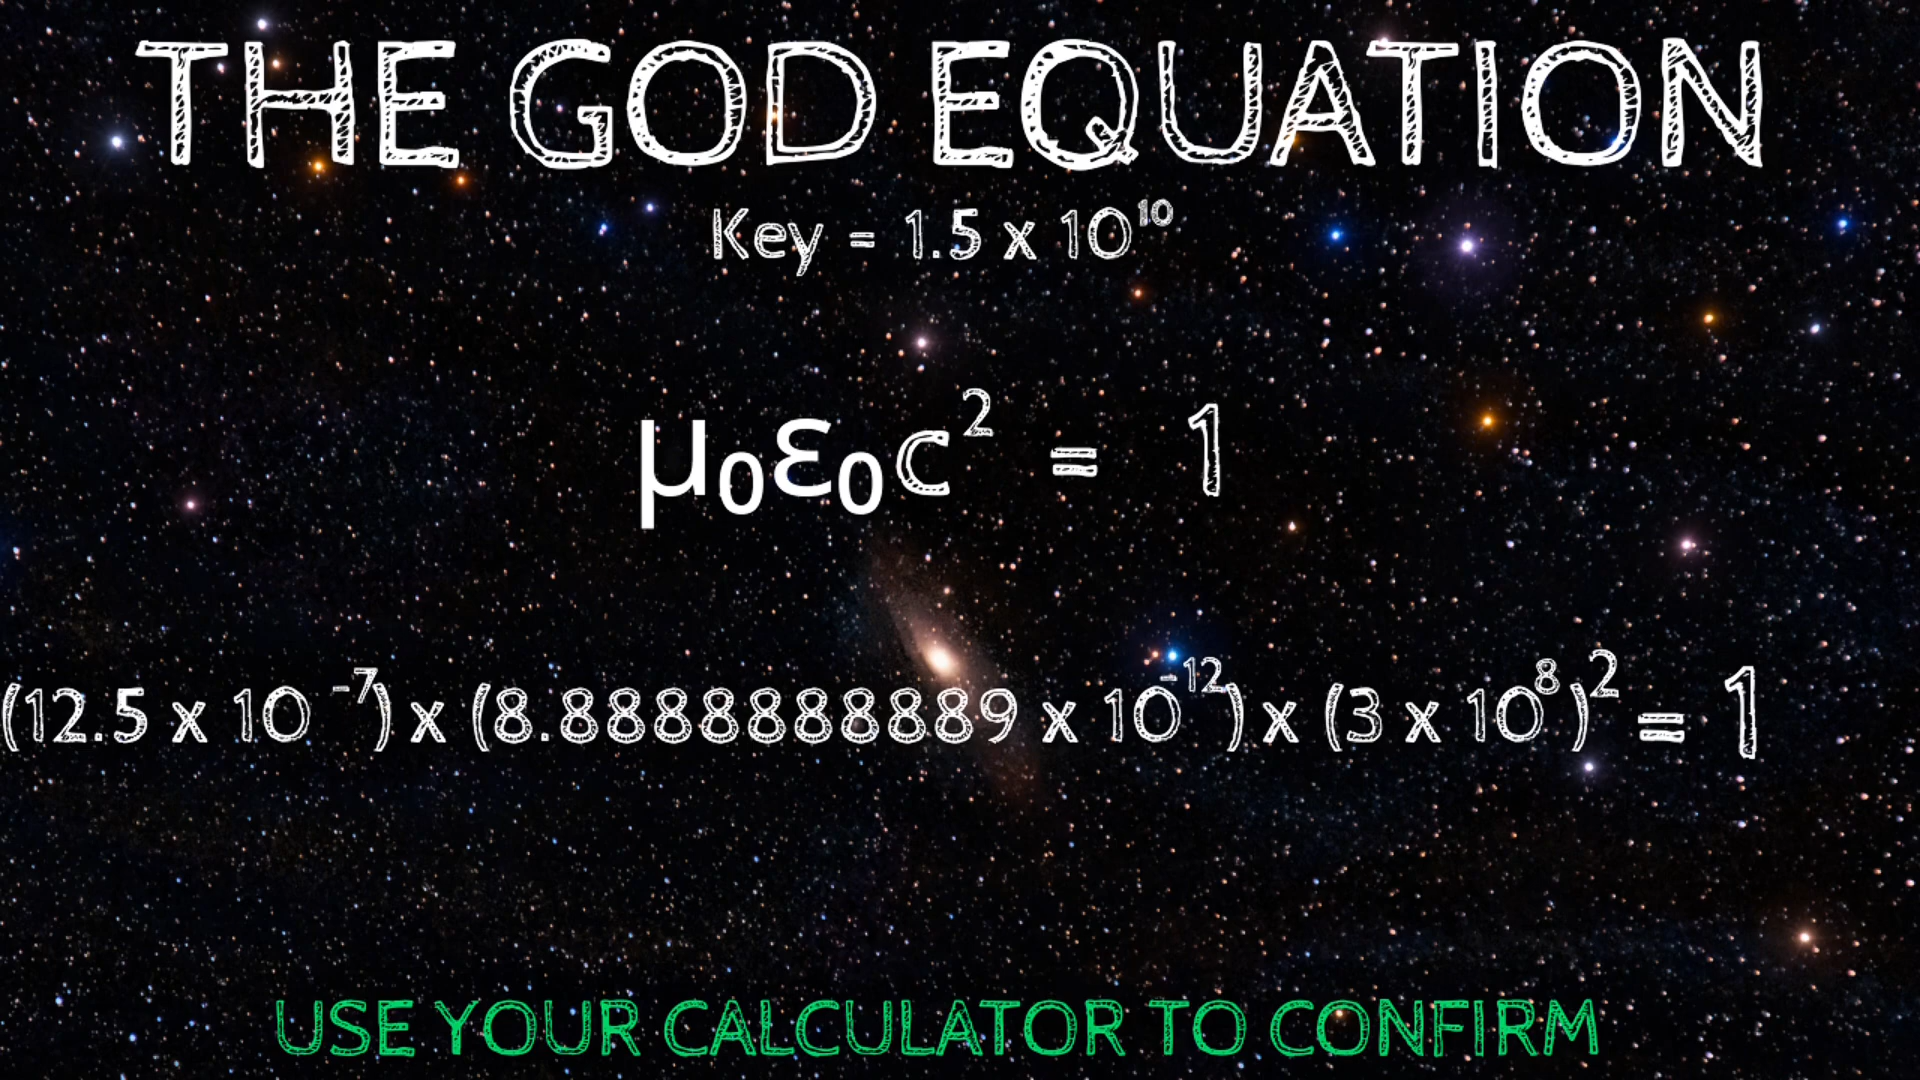 THE GOD EQUATION
Key = 1.5 x 10¹⁰
μ₀ε₀c² = 1
(12.5 x 10⁻⁷) x (8.88888888889 x 10⁻¹²) x (3 x 10⁸)² = 1
USE YOUR CALCULATOR TO CONFIRM